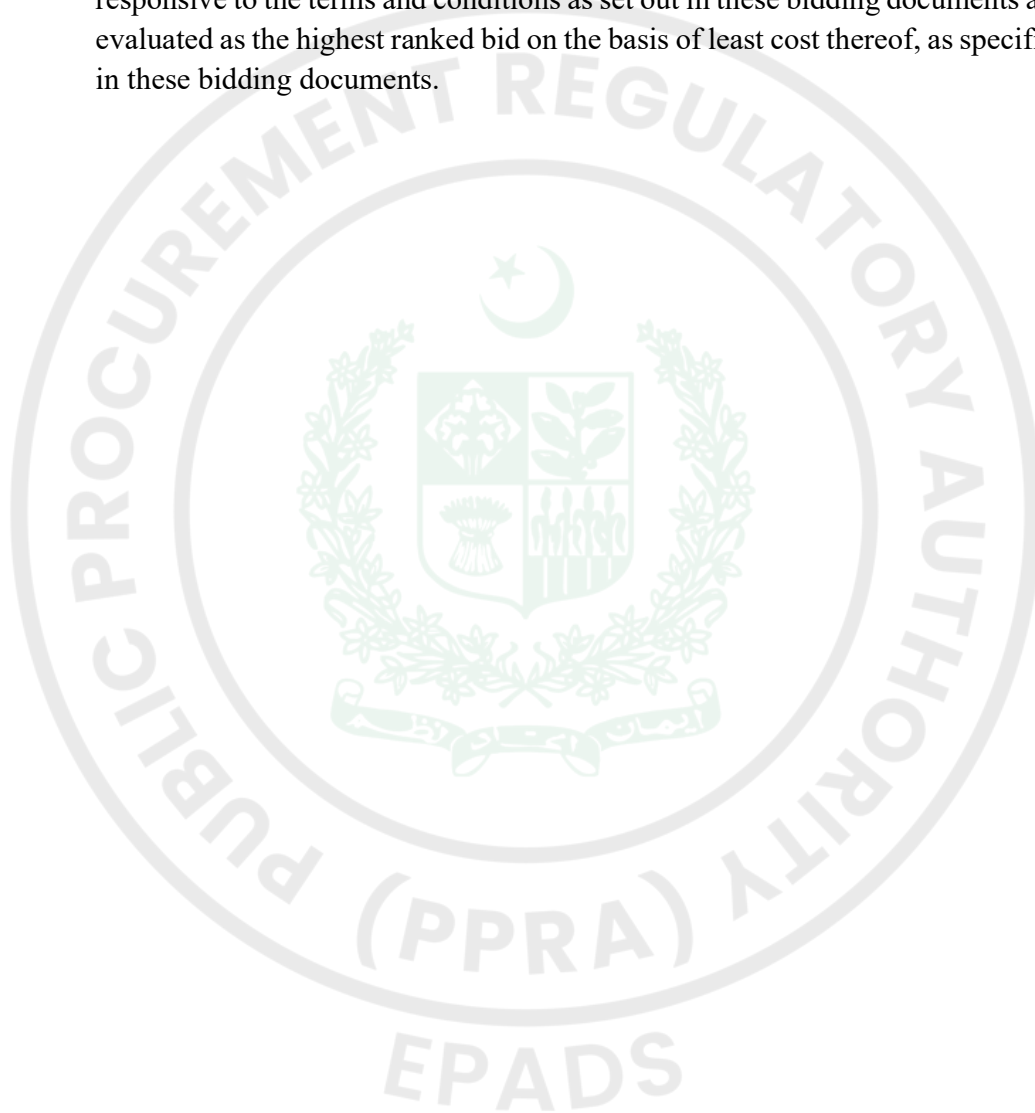 responsive to the terms and conditions as set out in these bidding documents a
evaluated as the highest ranked bid on the basis of least cost thereof, as specifi
in these bidding documents.
PUBLIC PROCUREMENT REGULATORY AUTHORITY
(PPRA)
EPADS